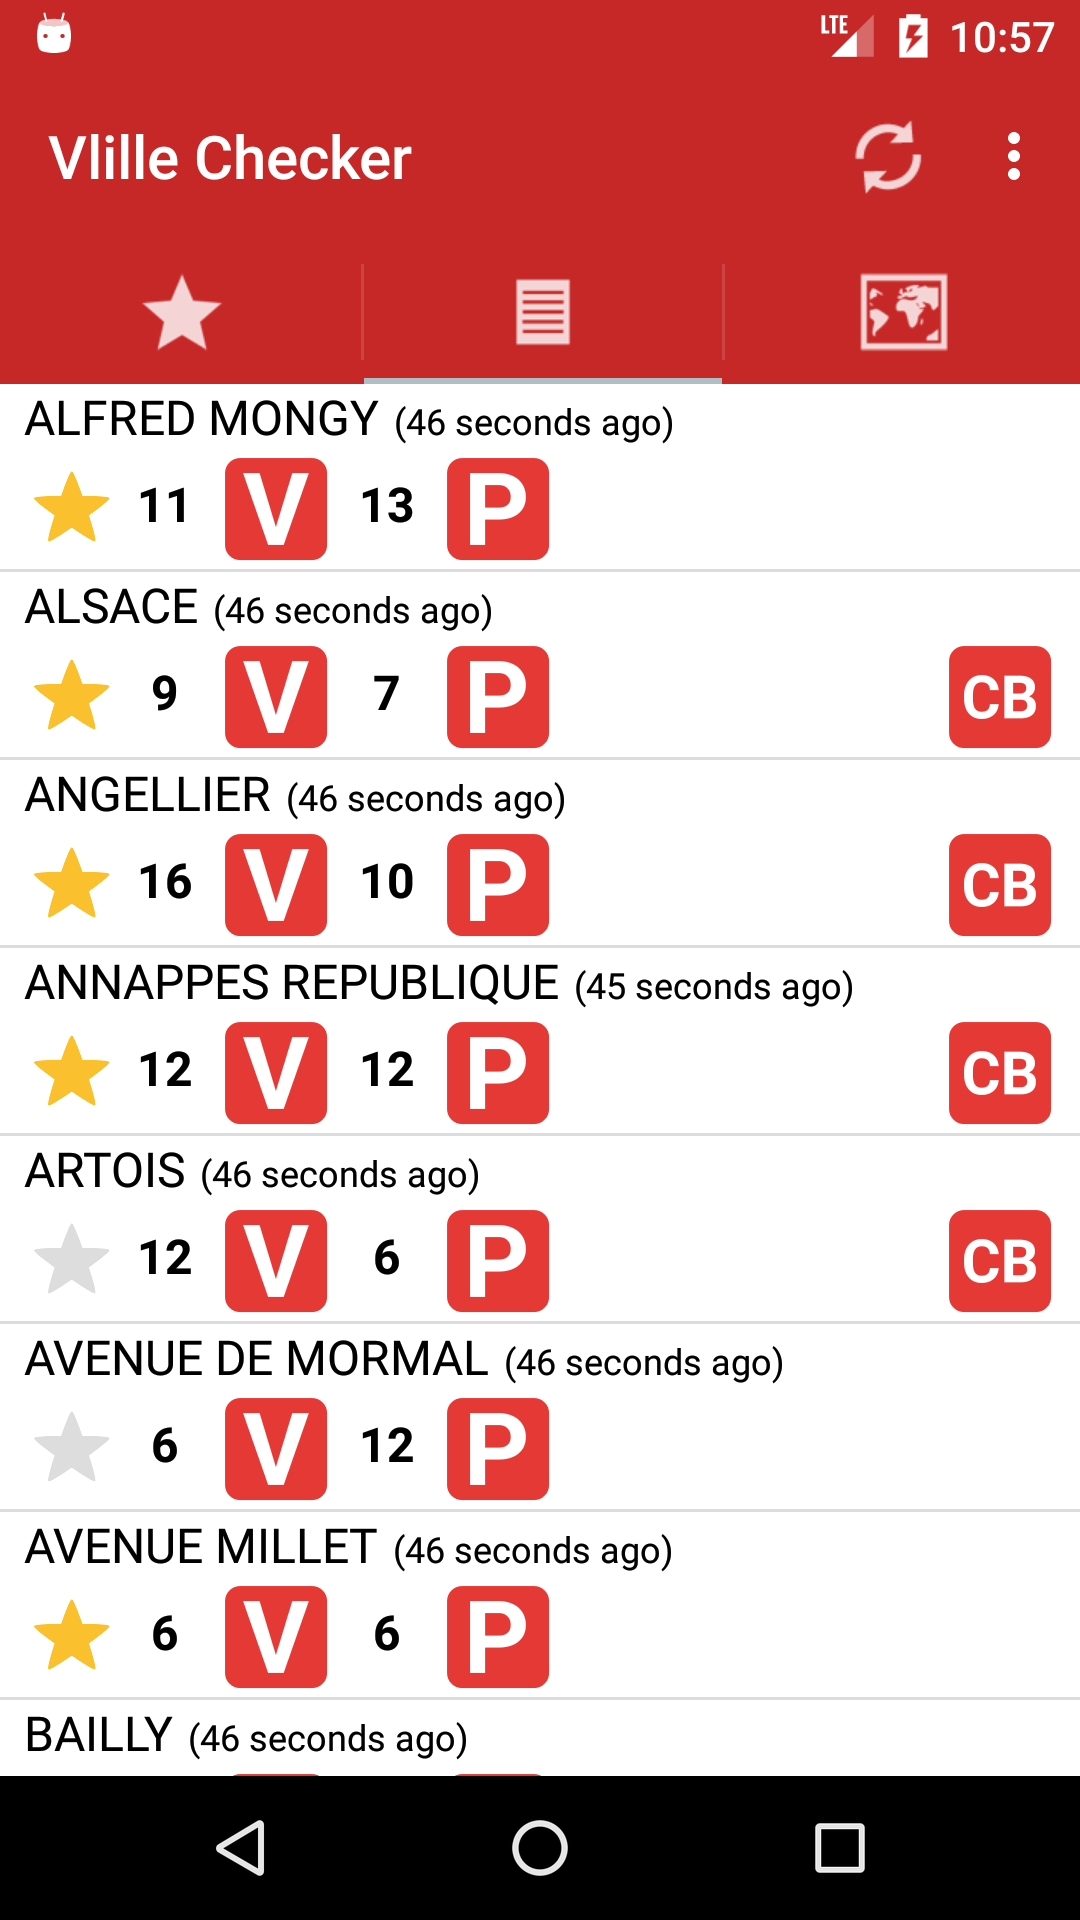 LTE 10:57
Vlille Checker
ALFRED MONGY (46 seconds ago)
11 V 13 P
ALSACE (46 seconds ago)
9 V 7 P CB
ANGELLIER (46 seconds ago)
16 V 10 P CB
ANNAPPES REPUBLIQUE (45 seconds ago)
12 V 12 P CB
ARTOIS (46 seconds ago)
12 V 6 P CB
AVENUE DE MORMAL (46 seconds ago)
6 V 12 P
AVENUE MILLET (46 seconds ago)
6 V 6 P
BAILLY (46 seconds ago)